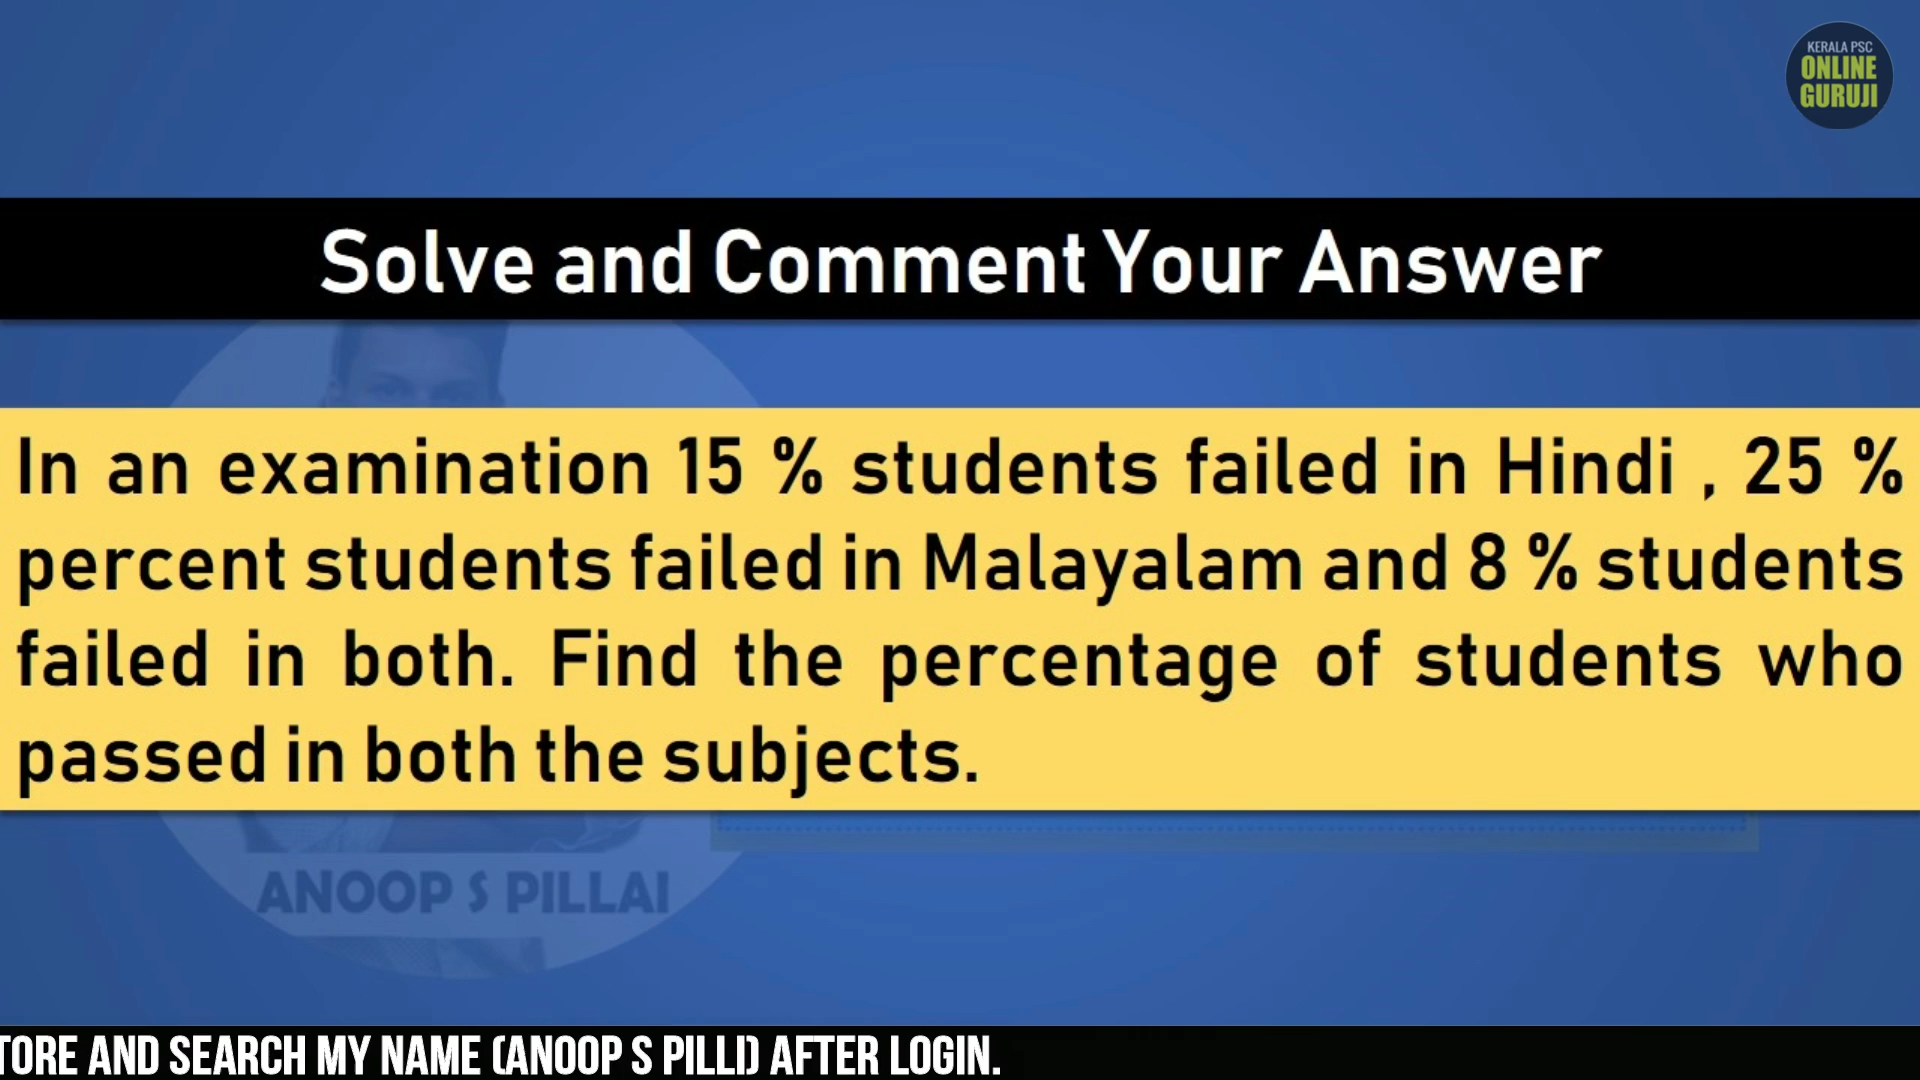 KERALA PSC
ONLINE
GURUJI
Solve and Comment Your Answer
In an examination 15 % students failed in Hindi , 25 %
percent students failed in Malayalam and 8 % students
failed in both. Find the percentage of students who
passed in both the subjects.
ANOOP S PILLAI
TORE AND SEARCH MY NAME (ANOOP S PILLI) AFTER LOGIN.